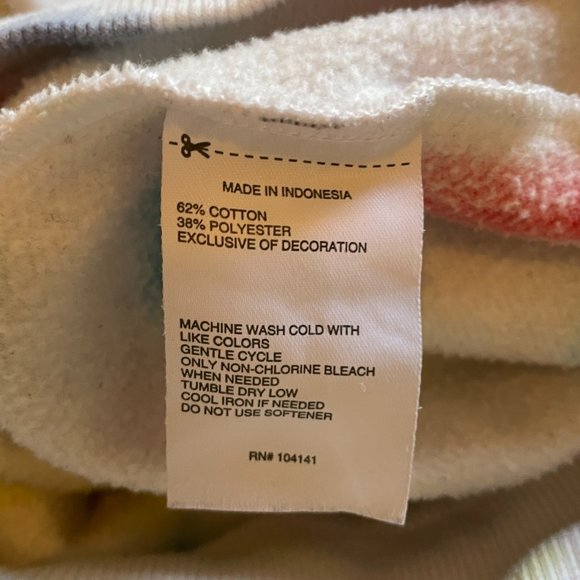 MADE IN INDONESIA
62% COTTON
38% POLYESTER
EXCLUSIVE OF DECORATION
MACHINE WASH COLD WITH
LIKE COLORS
GENTLE CYCLE
ONLY NON-CHLORINE BLEACH
WHEN NEEDED
TUMBLE DRY LOW
COOL IRON IF NEEDED
DO NOT USE SOFTENER
RN# 104141